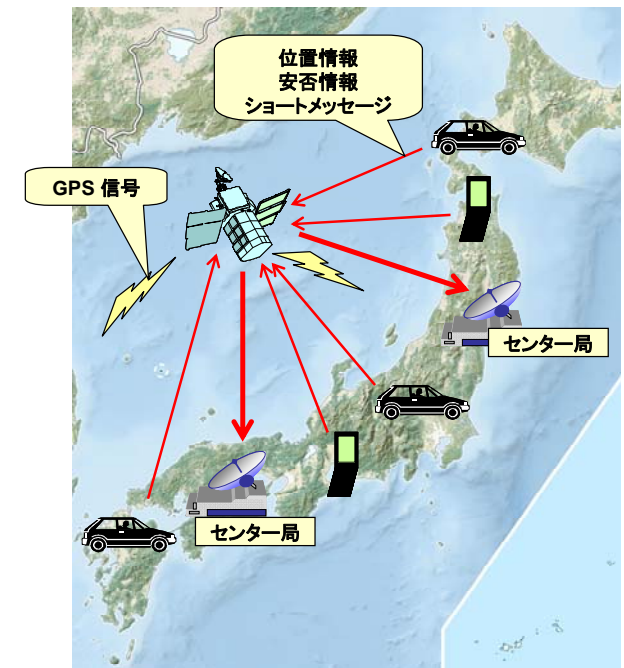 位置情報
安否情報
ショートメッセージ
GPS 信号
センター局
センター局